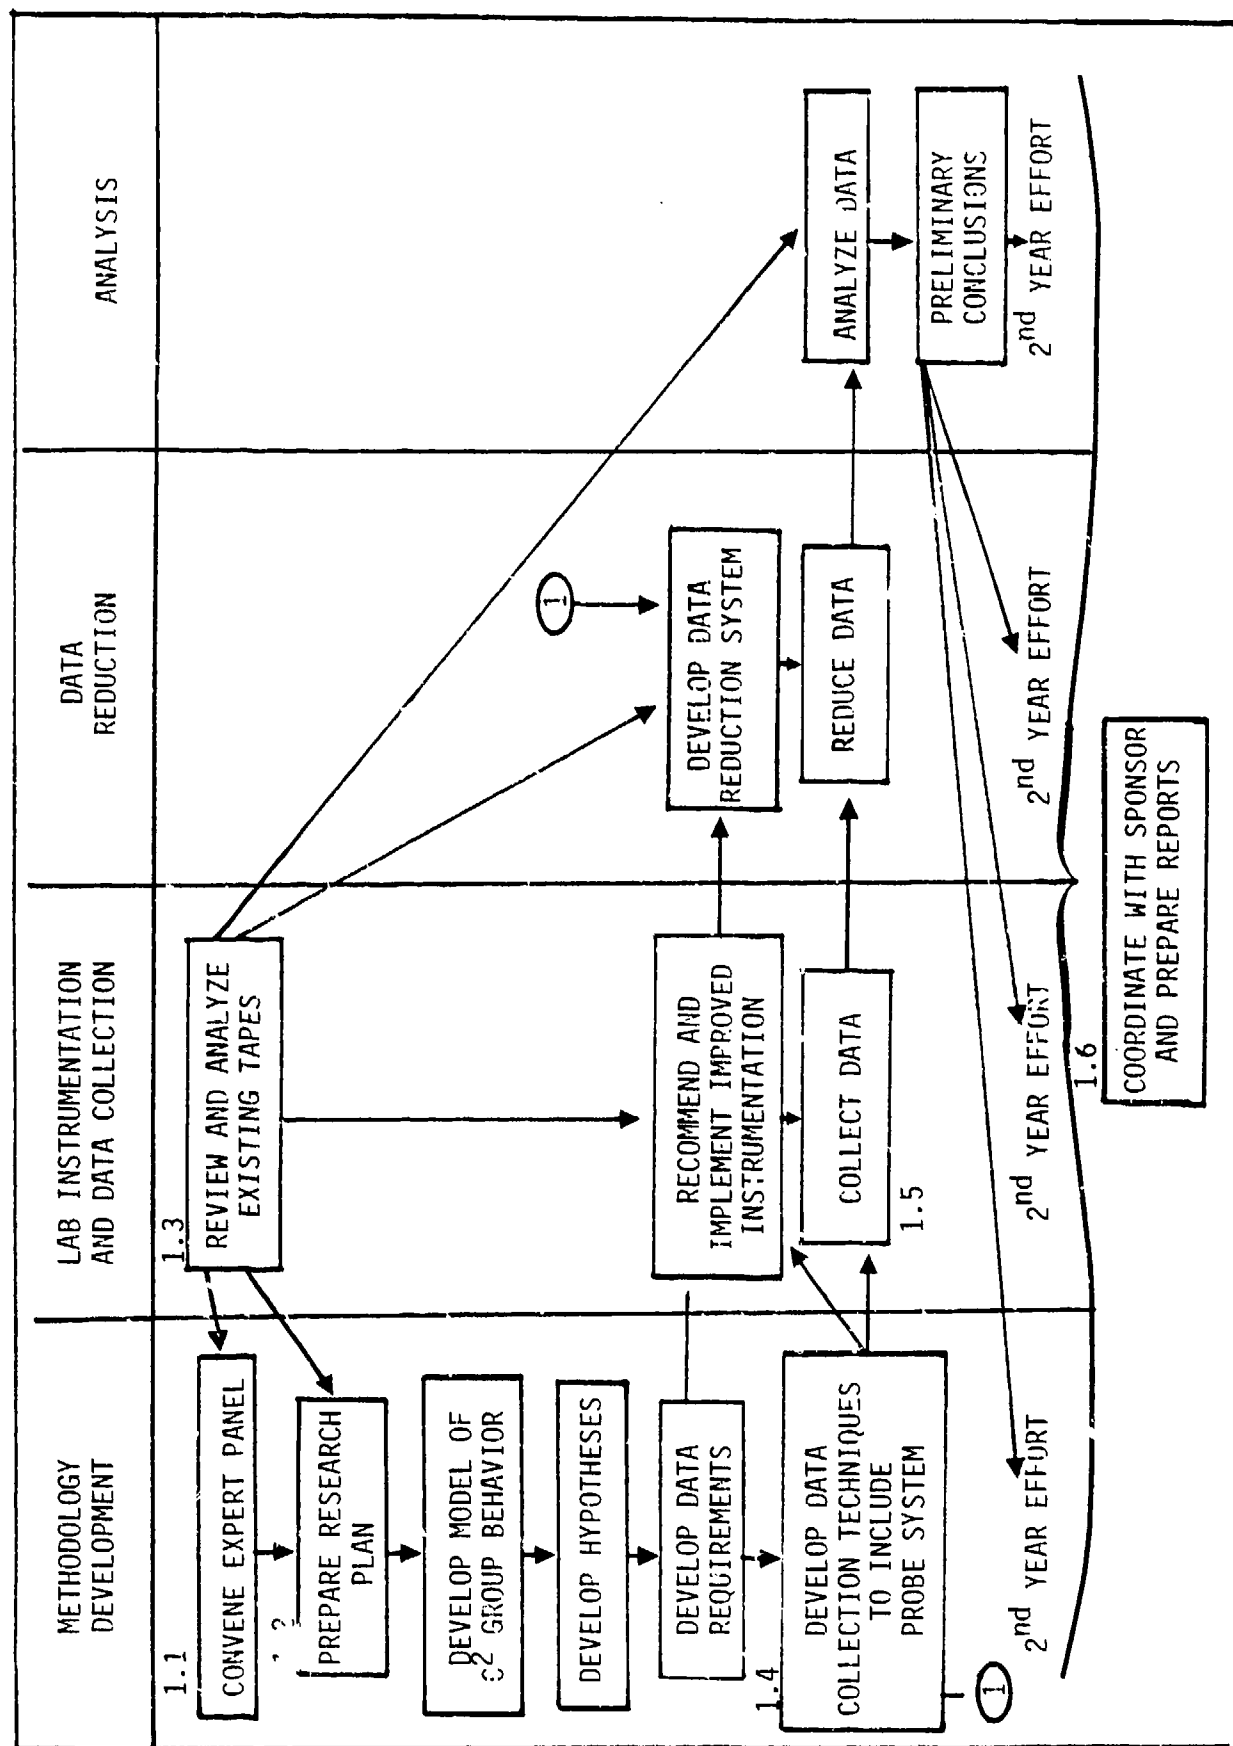 METHODOLOGY
DEVELOPMENT
LAB INSTRUMENTATION
AND DATA COLLECTION
DATA
REDUCTION
ANALYSIS
1.1
CONVENE EXPERT PANEL
PREPARE RESEARCH
PLAN
DEVELOP MODEL OF
C² GROUP BEHAVIOR
DEVELOP HYPOTHESES
DEVELOP DATA
REQUIREMENTS
1.4
DEVELOP DATA
COLLECTION TECHNIQUES
TO INCLUDE
PROBE SYSTEM
1
2nd YEAR EFFORT
1.3
REVIEW AND ANALYZE
EXISTING TAPES
RECOMMEND AND
IMPLEMENT IMPROVED
INSTRUMENTATION
COLLECT DATA
1.5
2nd YEAR EFFORT
1
DEVELOP DATA
REDUCTION SYSTEM
REDUCE DATA
2nd YEAR EFFORT
ANALYZE DATA
PRELIMINARY
CONCLUSIONS
2nd YEAR EFFORT
1.6
COORDINATE WITH SPONSOR
AND PREPARE REPORTS